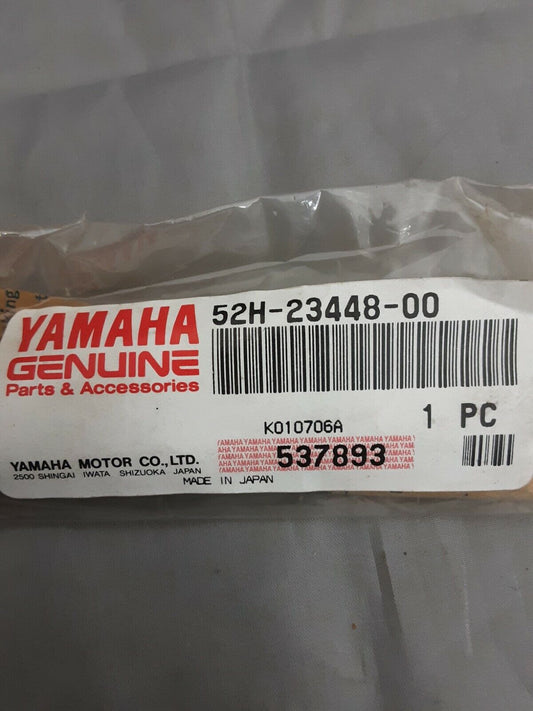 YAMAHA
GENUINE
Parts & Accessories
52H-23448-00
K010706A
1 PC
YAMAHA MOTOR CO.,LTD.
2500 SHINGAI IWATA SHIZUOKA JAPAN
537893
MADE IN JAPAN